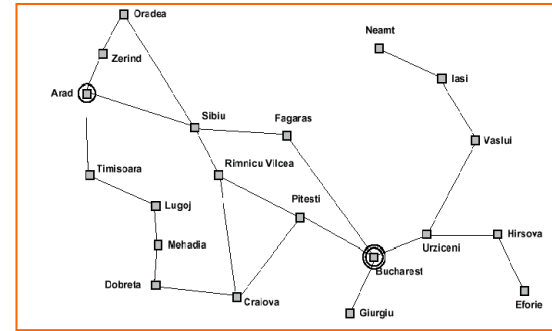 Oradea
Neamt
Zerind
Iasi
Arad
Sibiu
Fagaras
Vaslui
Timisoara
Rimnicu Vilcea
Lugoj
Pitesti
Hirsova
Mehadia
Urziceni
Bucharest
Dobreta
Craiova
Giurgiu
Eforie